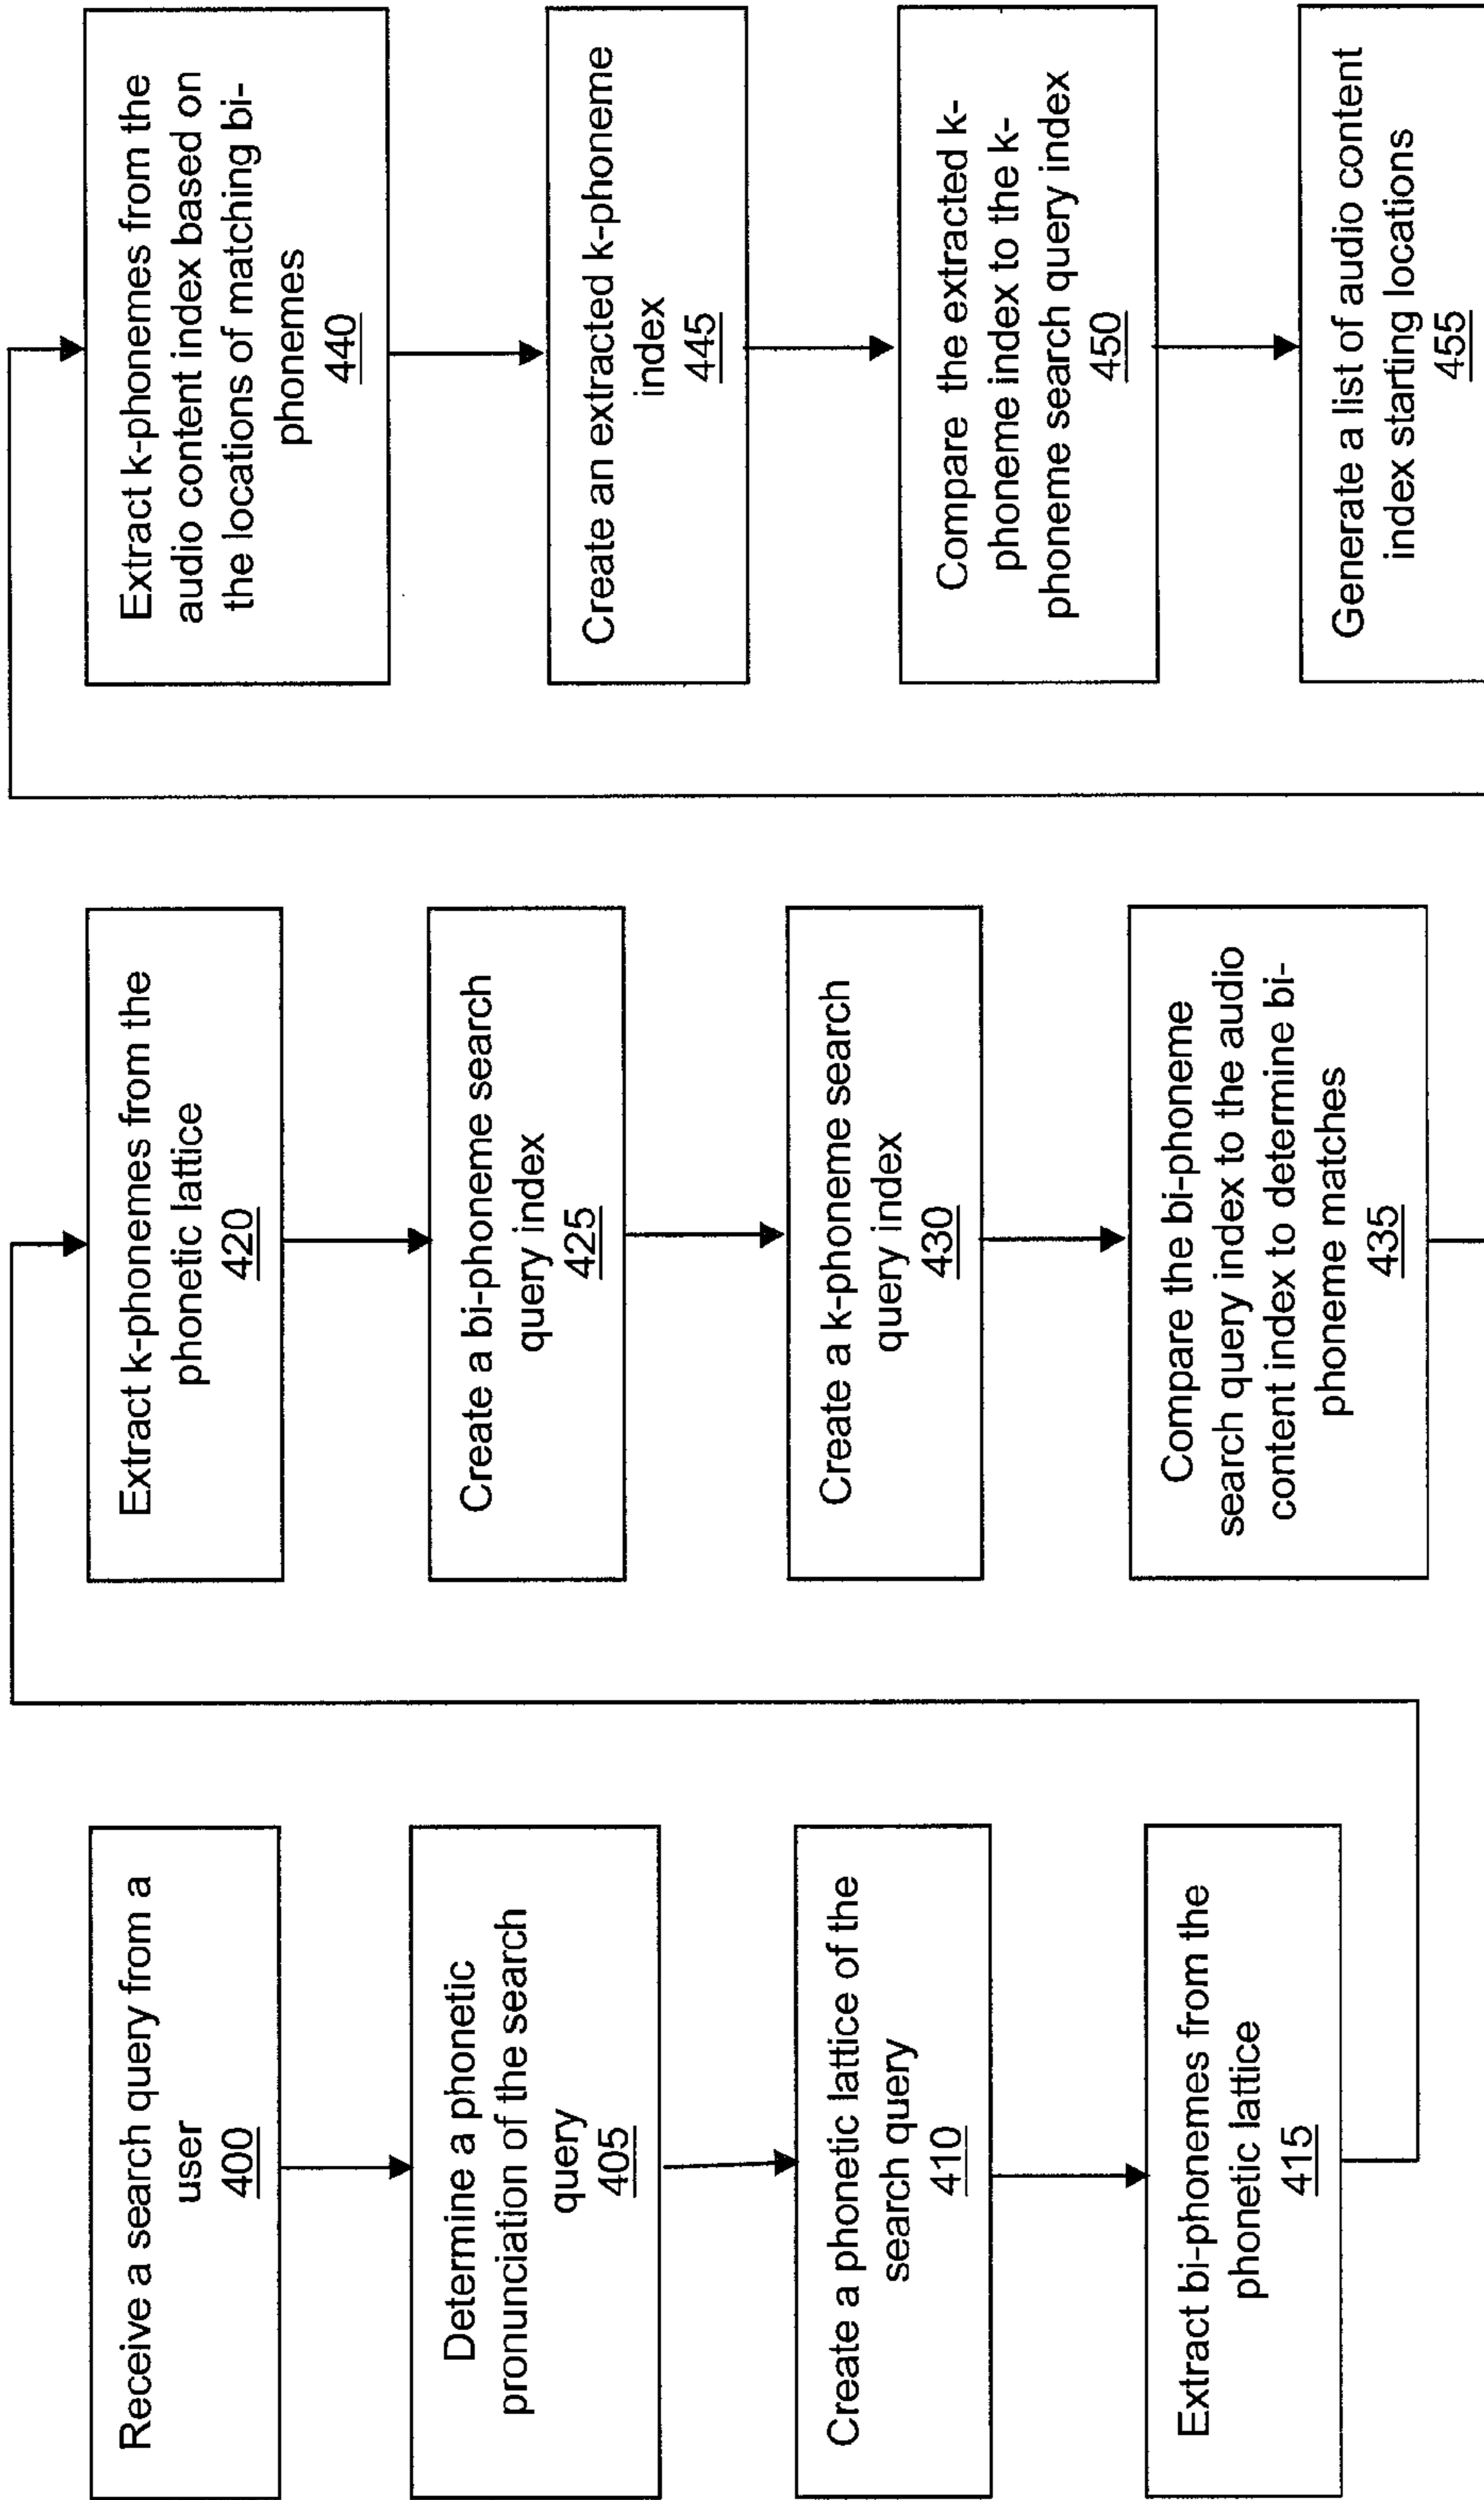 Receive a search query from a
user
400
Determine a phonetic
pronunciation of the search
query
405
Create a phonetic lattice of the
search query
410
Extract bi-phonemes from the
phonetic lattice
415
Extract k-phonemes from the
phonetic lattice
420
Create a bi-phoneme search
query index
425
Create a k-phoneme search
query index
430
Compare the bi-phoneme
search query index to the audio
content index to determine bi-
phoneme matches
435
Extract k-phonemes from the
audio content index based on
the locations of matching bi-
phonemes
440
Create an extracted k-phoneme
index
445
Compare the extracted k-
phoneme index to the k-
phoneme search query index
450
Generate a list of audio content
index starting locations
455